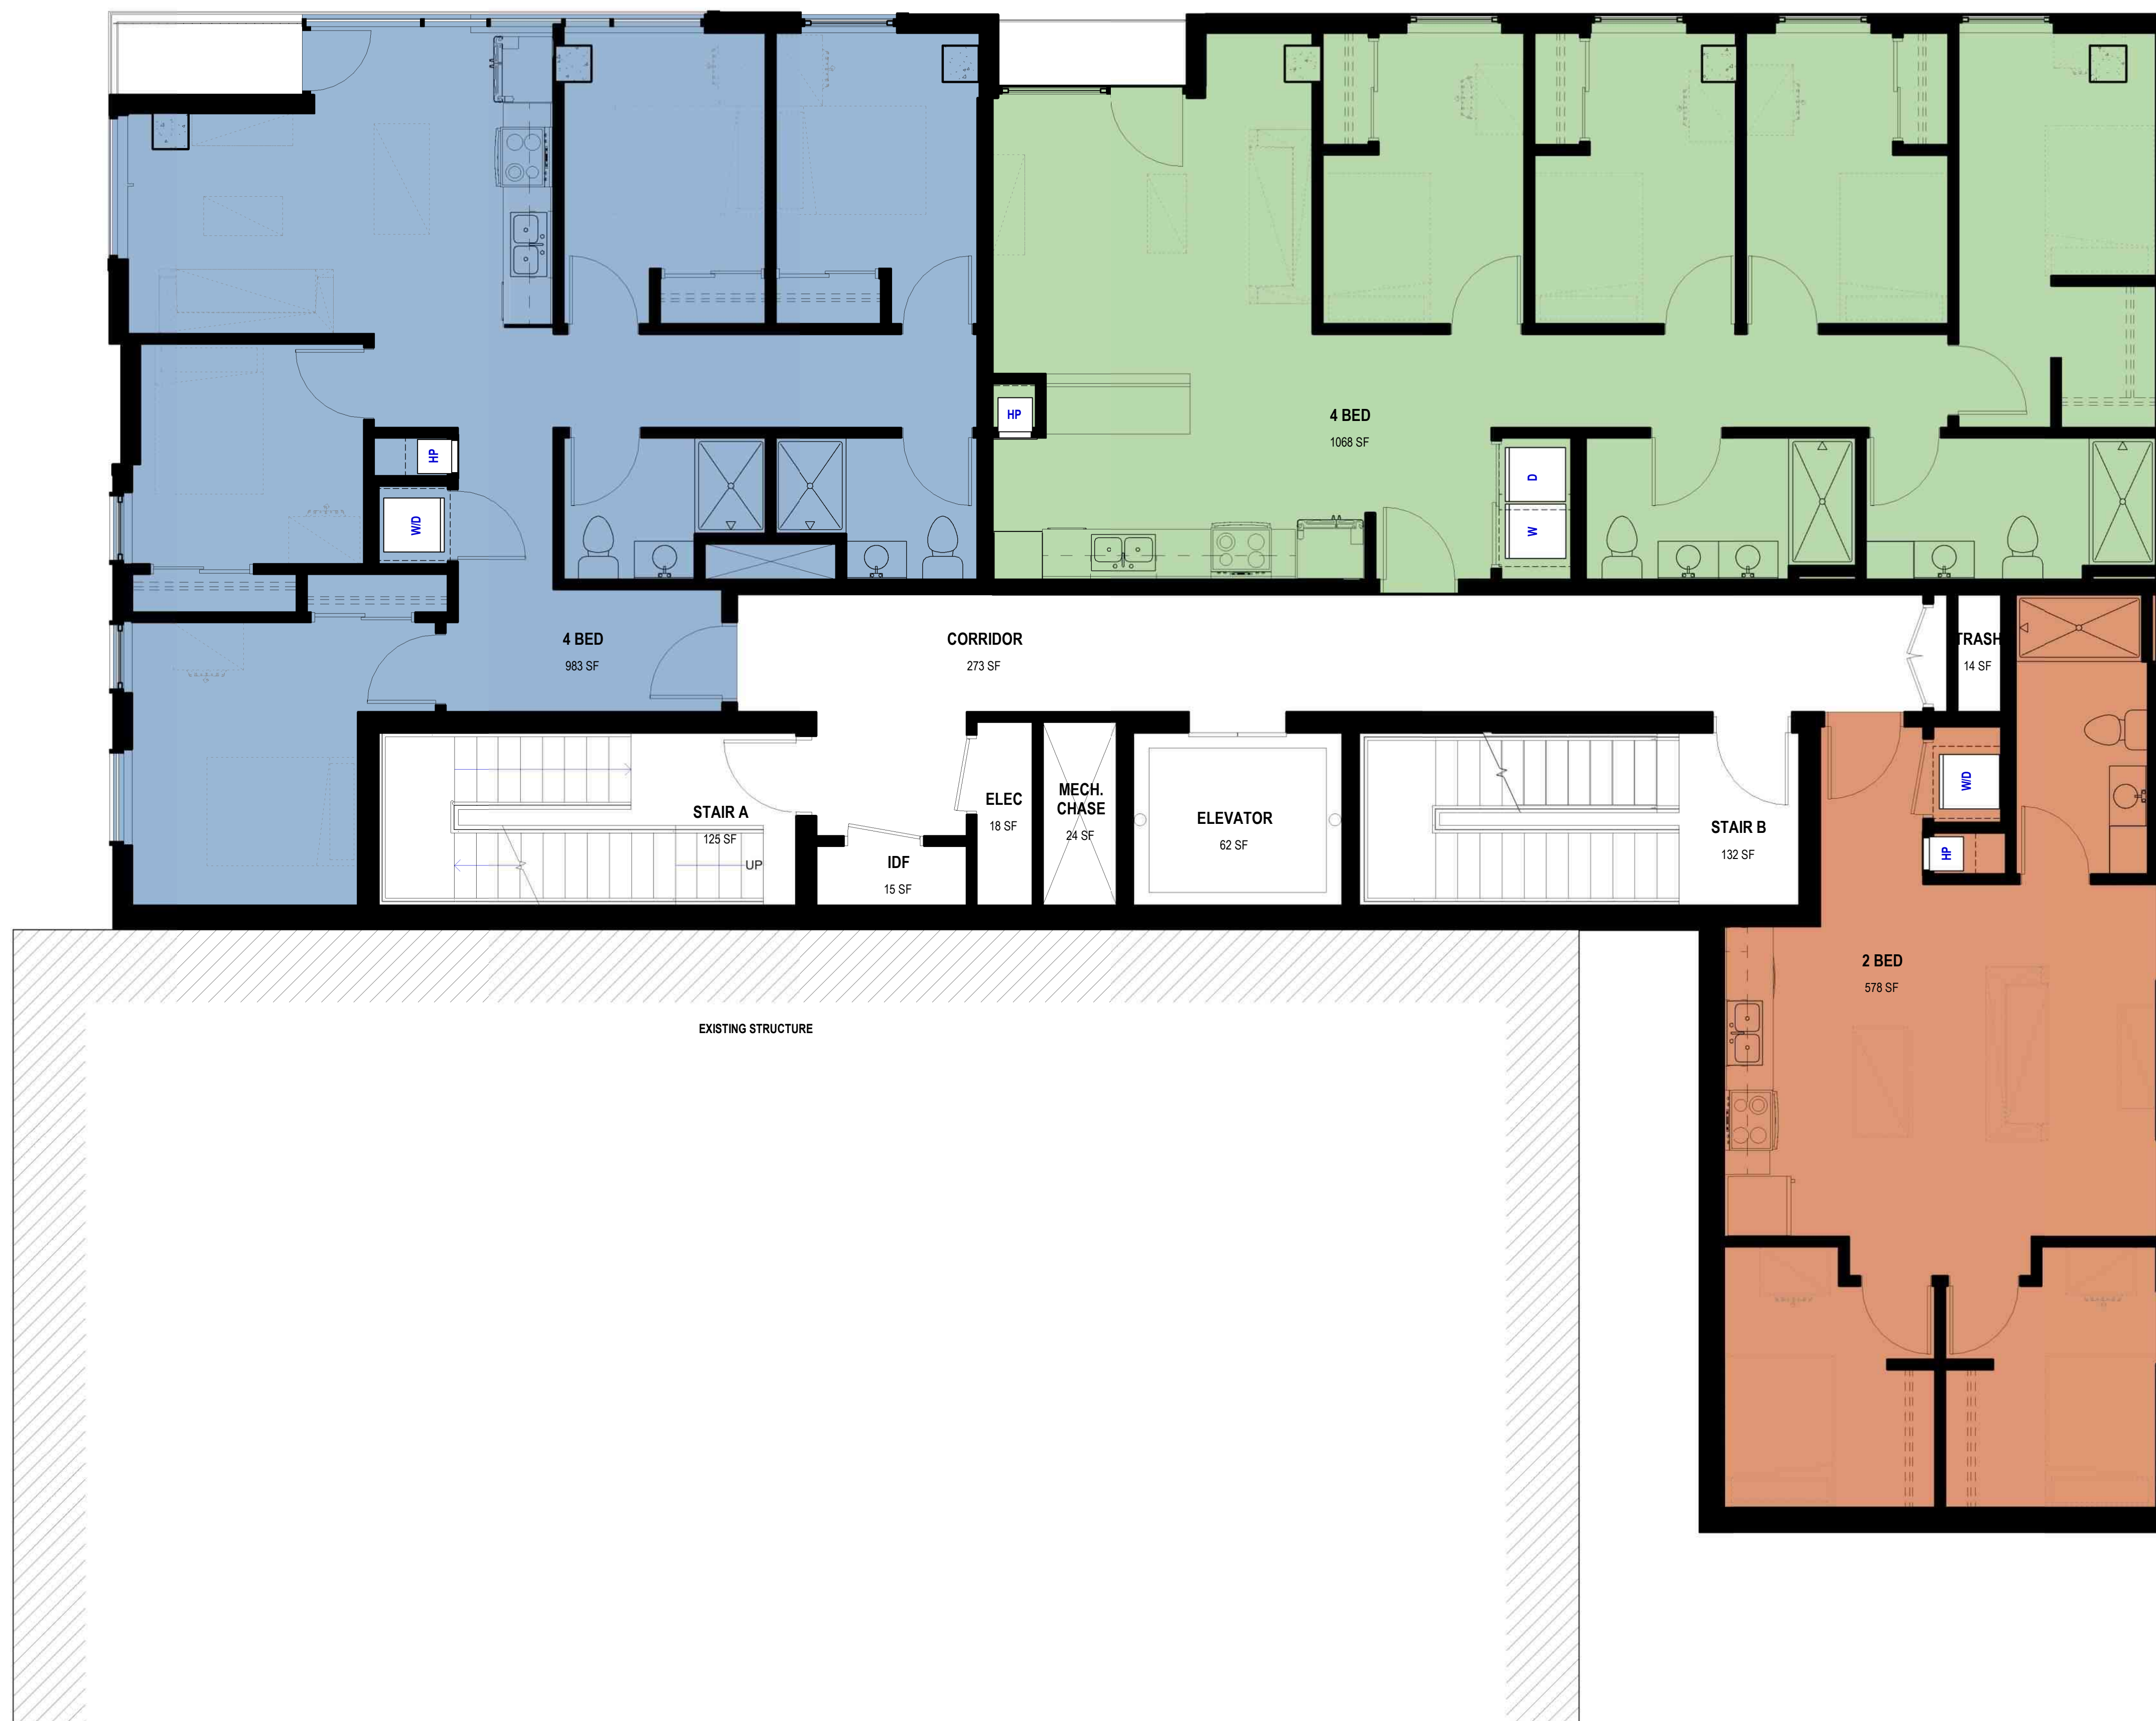 HP
4 BED
1068 SF
HP
D
W/D
W
4 BED
983 SF
CORRIDOR
273 SF
TRASH
14 SF
STAIR A
125 SF
UP
ELEC
18 SF
MECH.
CHASE
24 SF
ELEVATOR
62 SF
STAIR B
132 SF
W/D
HP
IDF
15 SF
2 BED
578 SF
EXISTING STRUCTURE